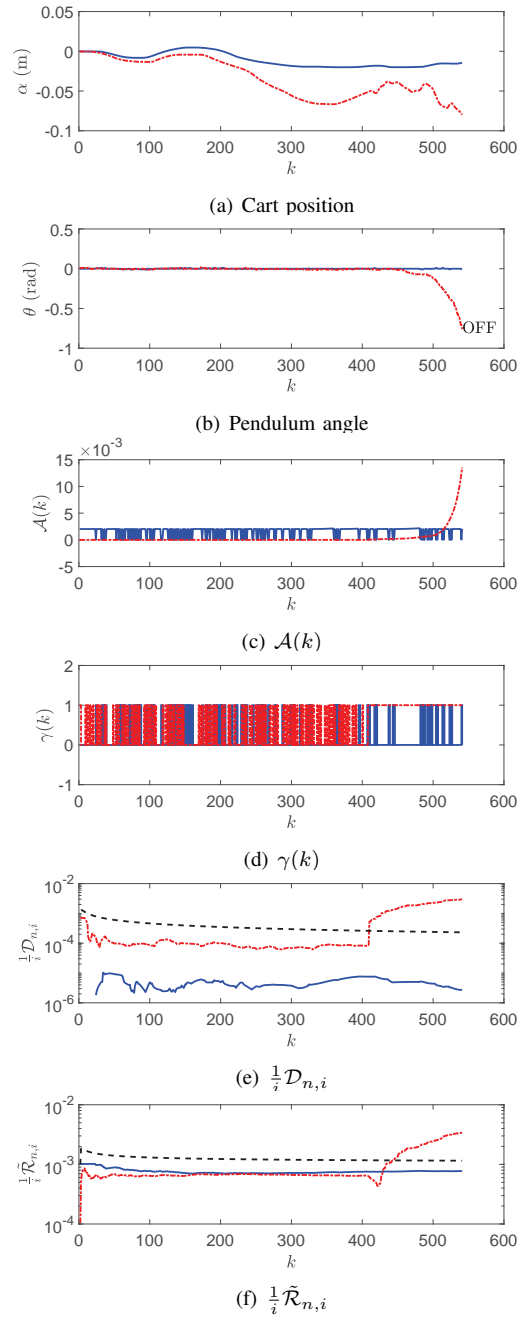 0.05
0
-0.05
-0.1
α (m)
0 100 200 300 400 500 600
k
(a) Cart position
0.5
0
-0.5
-1
θ (rad)
OFF
0 100 200 300 400 500 600
k
(b) Pendulum angle
×10⁻³
15
10
5
0
-5
𝒜(k)
0 100 200 300 400 500 600
k
(c) 𝒜(k)
2
1
0
-1
γ(k)
0 100 200 300 400 500 600
k
(d) γ(k)
10⁻²
10⁻⁴
10⁻⁶
1/i 𝒟n,i
0 100 200 300 400 500 600
k
(e) 1/i 𝒟n,i
10⁻²
10⁻³
10⁻⁴
1/i ℛ̃n,i
0 100 200 300 400 500 600
k
(f) 1/i ℛ̃n,i